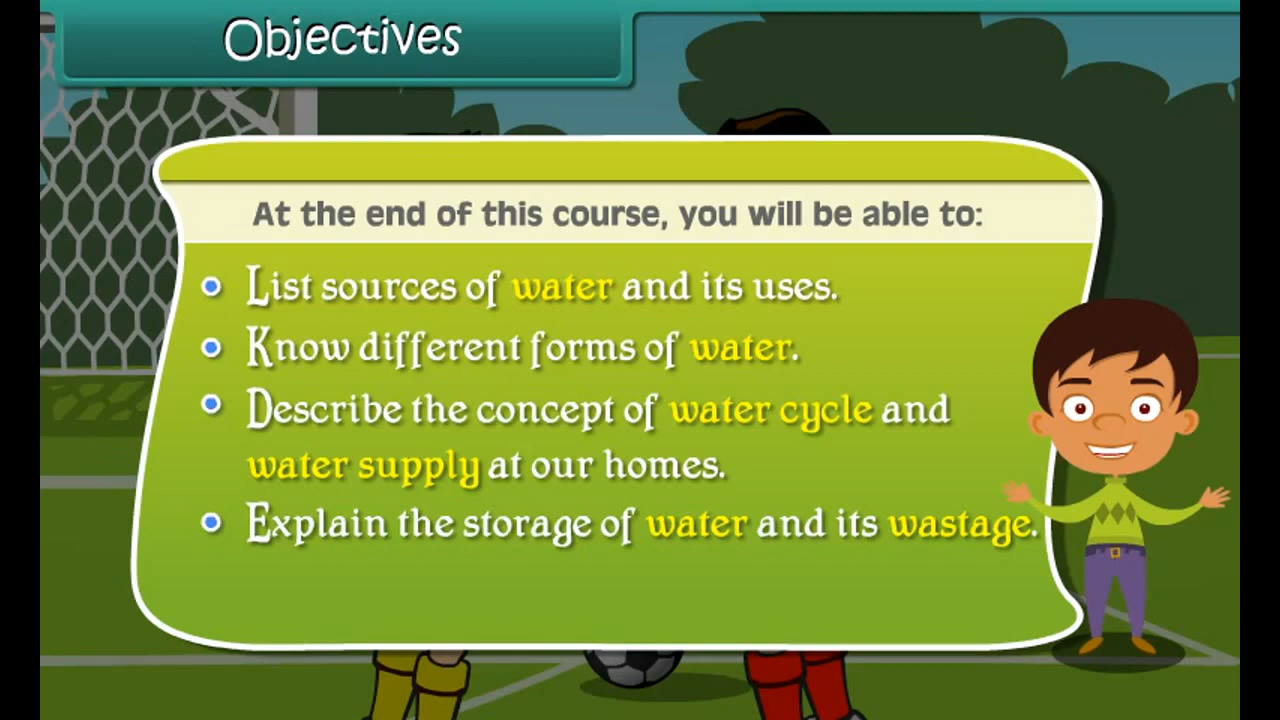 Objectives
At the end of this course, you will be able to:
List sources of water and its uses.
Know different forms of water.
Describe the concept of water cycle and
water supply at our homes.
Explain the storage of water and its wastage.